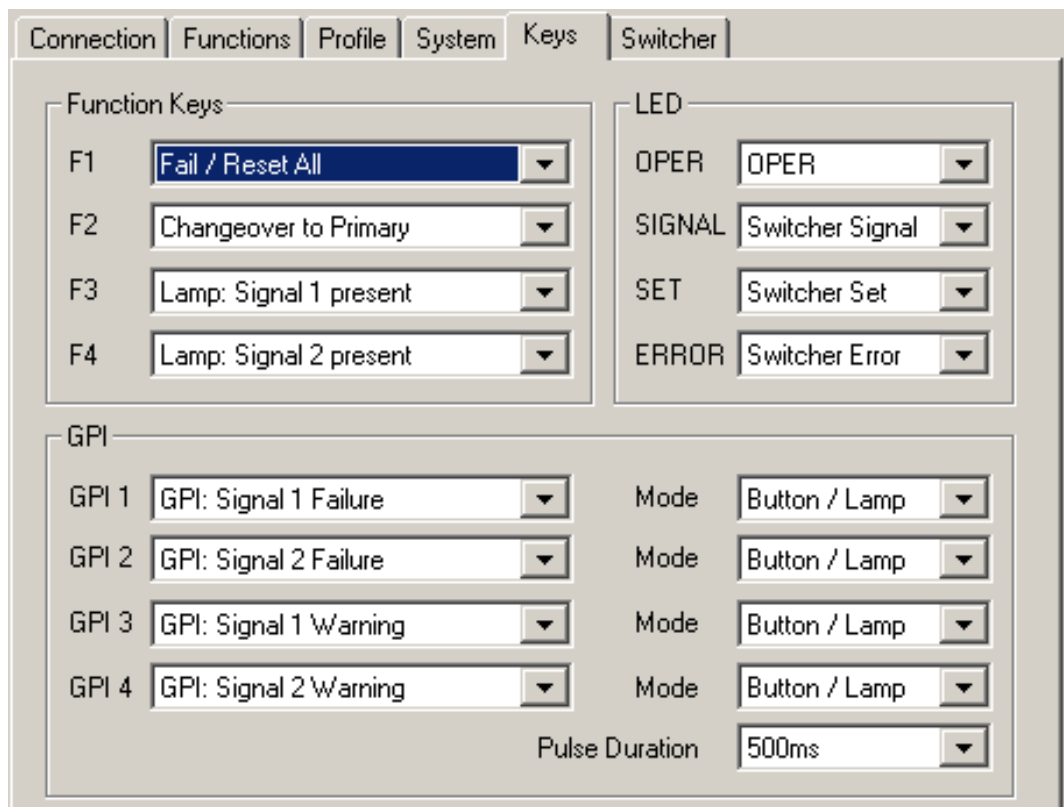 Connection Functions Profile System Keys Switcher
Function Keys LED
F1 Fail / Reset All OPER OPER
F2 Changeover to Primary SIGNAL Switcher Signal
F3 Lamp: Signal 1 present SET Switcher Set
F4 Lamp: Signal 2 present ERROR Switcher Error
GPI
GPI 1 GPI: Signal 1 Failure Mode Button / Lamp
GPI 2 GPI: Signal 2 Failure Mode Button / Lamp
GPI 3 GPI: Signal 1 Warning Mode Button / Lamp
GPI 4 GPI: Signal 2 Warning Mode Button / Lamp
Pulse Duration 500ms